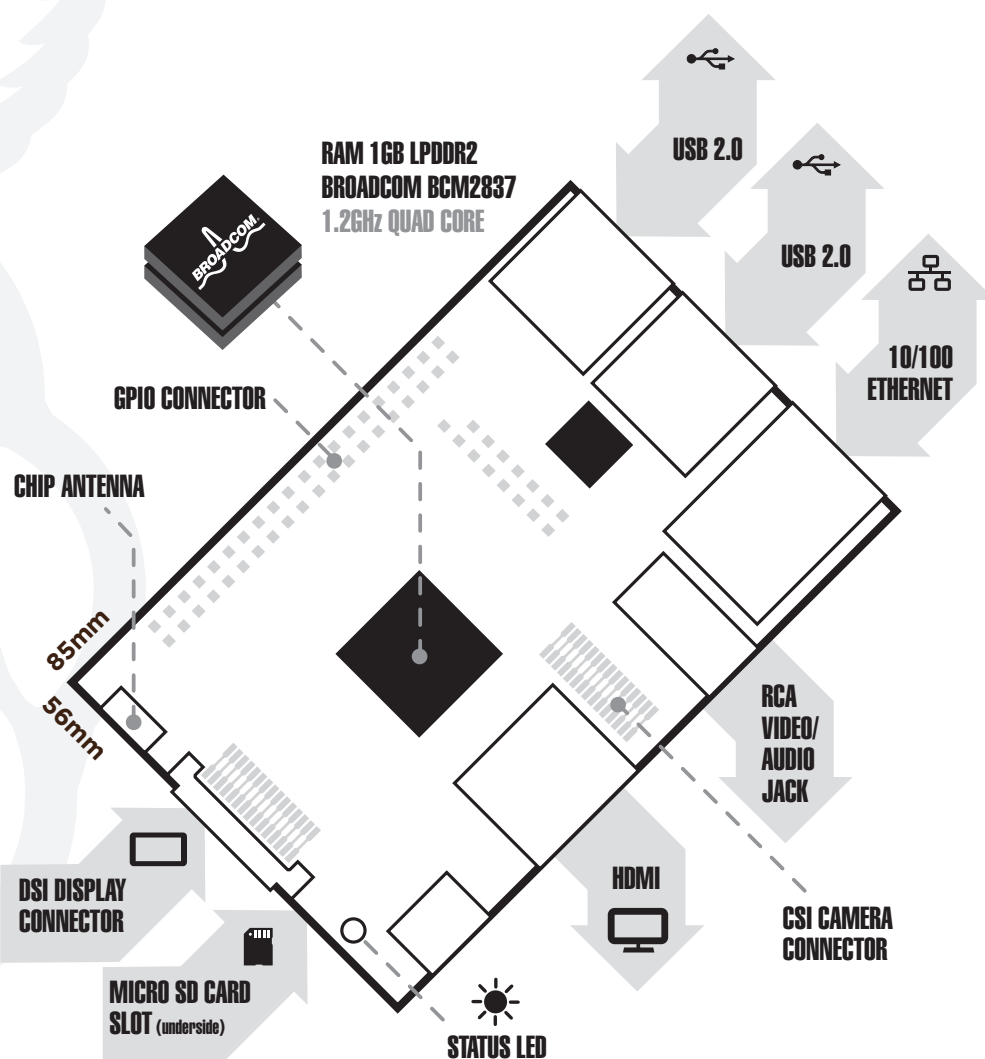 USB 2.0
RAM 1GB LPDDR2
BROADCOM BCM2837
1.2GHz QUAD CORE
BROADCOM
USB 2.0
10/100
ETHERNET
GPIO CONNECTOR
CHIP ANTENNA
85mm
56mm
RCA
VIDEO/
AUDIO
JACK
HDMI
DSI DISPLAY
CONNECTOR
CSI CAMERA
CONNECTOR
MICRO SD CARD
SLOT (underside)
STATUS LED